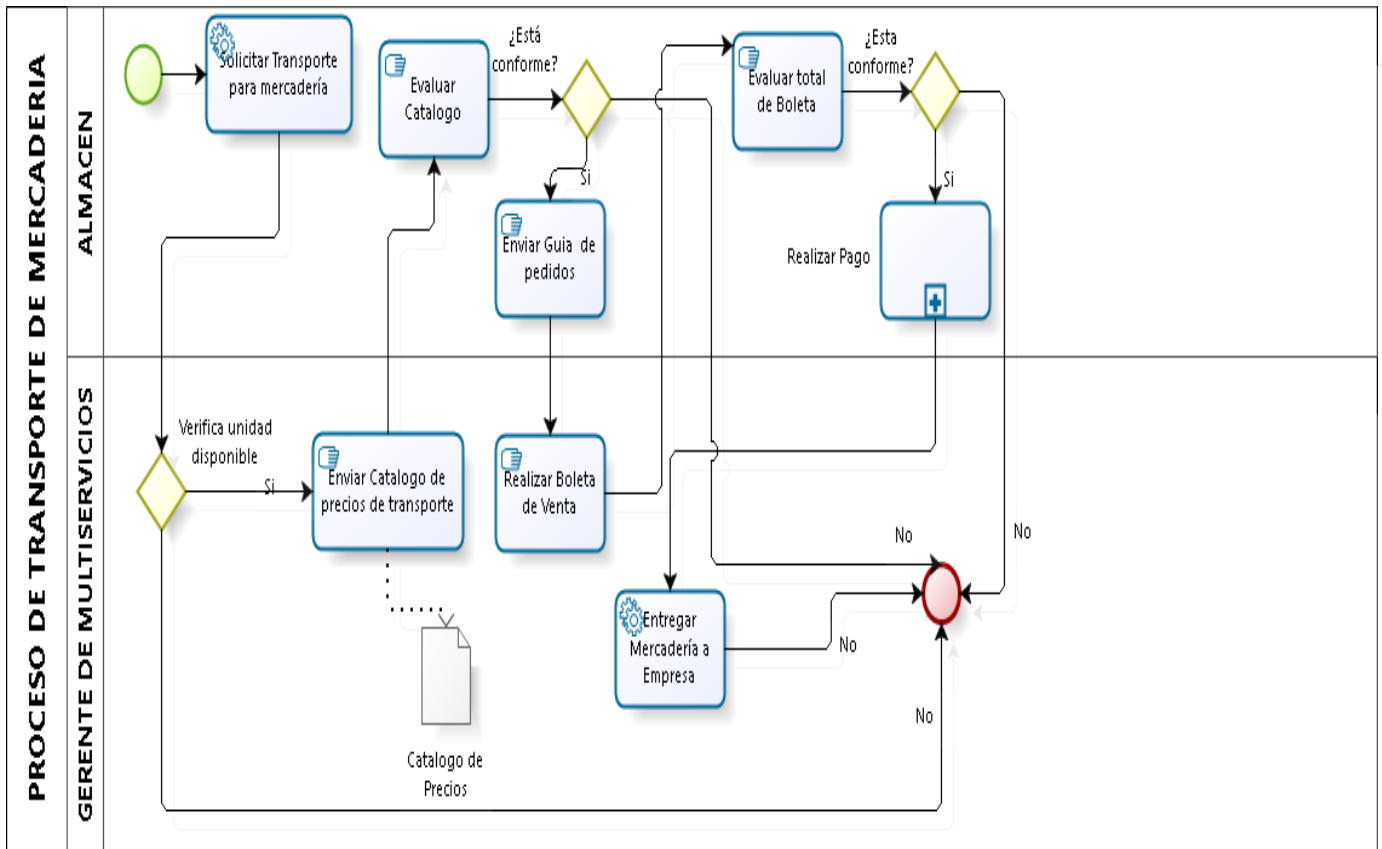 PROCESO DE TRANSPORTE DE MERCADERIA
ALMACEN
Solicitar Transporte
para mercadería
Evaluar
Catalogo
¿Está
conforme?
Si
Enviar Guia de
pedidos
Evaluar total
de Boleta
¿Esta
conforme?
Si
Realizar Pago
GERENTE DE MULTISERVICIOS
Verifica unidad
disponible
Si
Enviar Catalogo de
precios de transporte
Catalogo de
Precios
Realizar Boleta
de Venta
Entregar
Mercadería a
Empresa
No
No
No
No